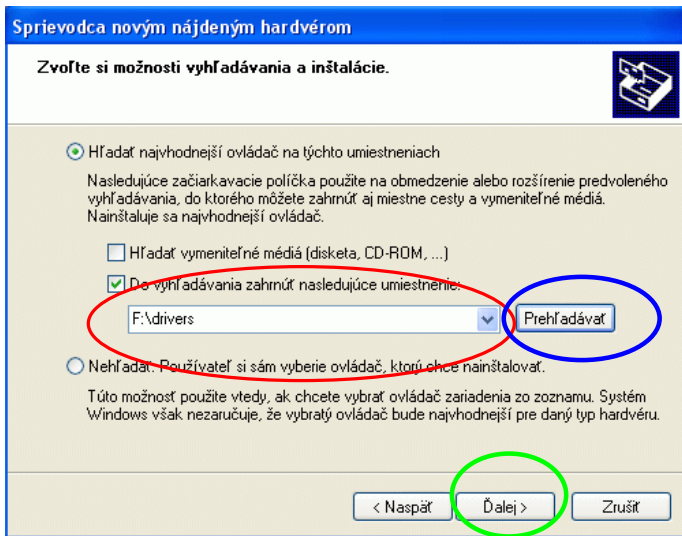 Sprievodca novým nájdeným hardvérom
Zvoľte si možnosti vyhľadávania a inštalácie.
Hľadať najvhodnejší ovládač na týchto umiestneniach
Nasledujúce začiarkavacie políčka použite na obmedzenie alebo rozšírenie predvoleného
vyhľadávania, do ktorého môžete zahrnúť aj miestne cesty a vymeniteľné médiá.
Nainštaluje sa najvhodnejší ovládač.
Hľadať vymeniteľné médiá (disketa, CD-ROM, ...)
Do vyhľadávania zahrnúť nasledujúce umiestnenie:
F:\drivers
Prehľadávať
Nehľadať. Používateľ si sám vyberie ovládač, ktorý chce nainštalovať.
Túto možnosť použite vtedy, ak chcete vybrať ovládač zariadenia zo zoznamu. Systém
Windows však nezaručuje, že vybratý ovládač bude najvhodnejší pre daný typ hardvéru.
< Naspäť Ďalej > Zrušiť